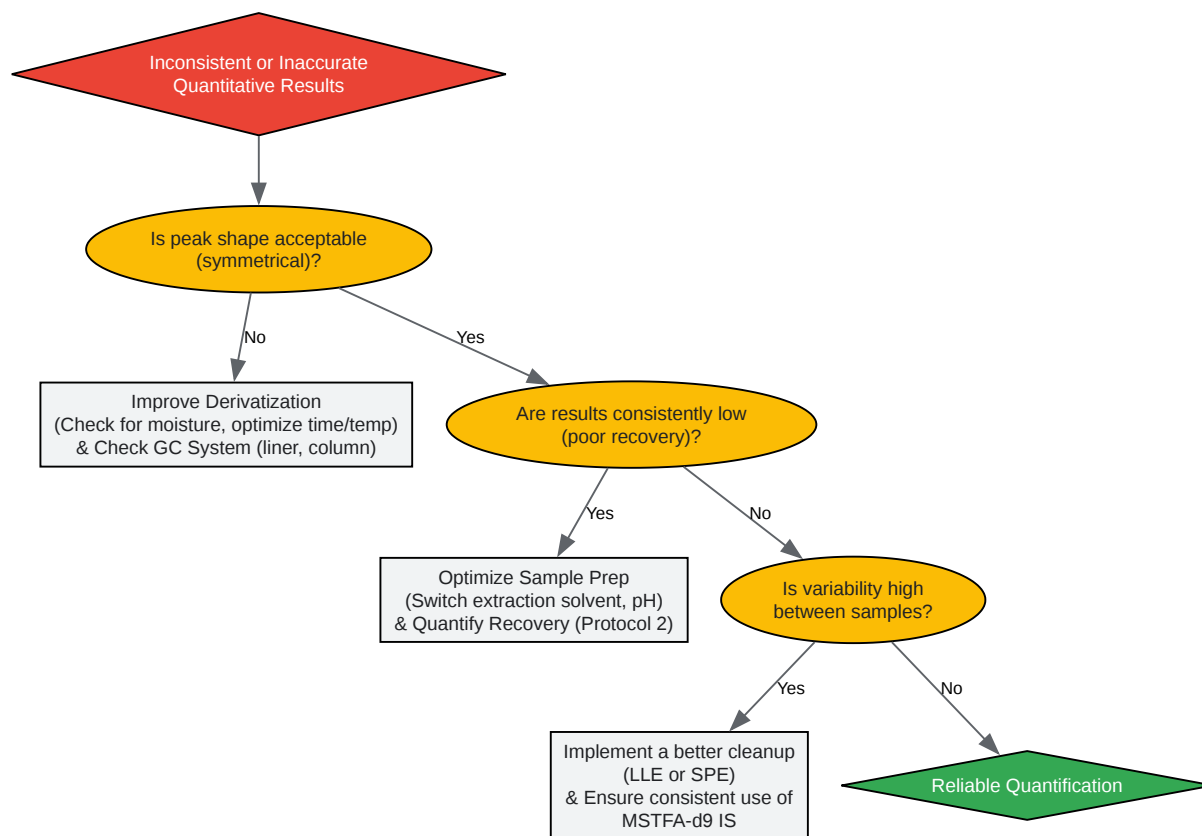 Inconsistent or Inaccurate
Quantitative Results
Is peak shape acceptable
(symmetrical)?
No
Yes
Improve Derivatization
(Check for moisture, optimize time/temp)
& Check GC System (liner, column)
Are results consistently low
(poor recovery)?
Yes
No
Optimize Sample Prep
(Switch extraction solvent, pH)
& Quantify Recovery (Protocol 2)
Is variability high
between samples?
Yes
No
Implement a better cleanup
(LLE or SPE)
& Ensure consistent use of
MSTFA-d9 IS
Reliable Quantification